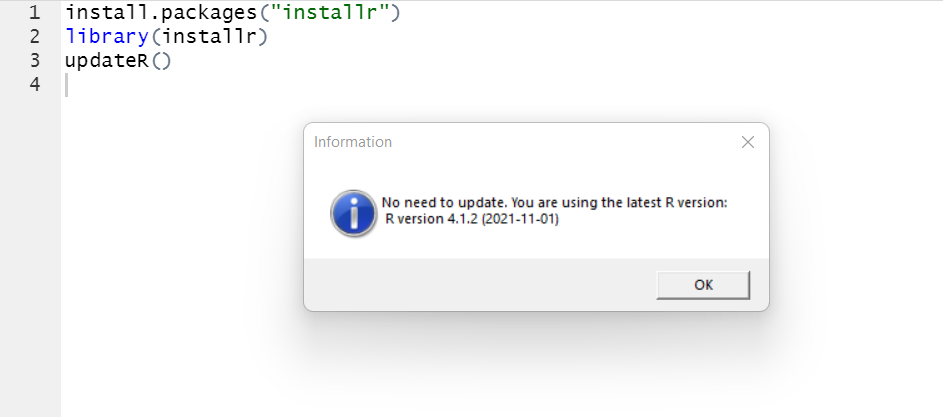 1 install.packages("installr")
2 library(installr)
3 updateR()
4
Information
No need to update. You are using the latest R version:
R version 4.1.2 (2021-11-01)
OK